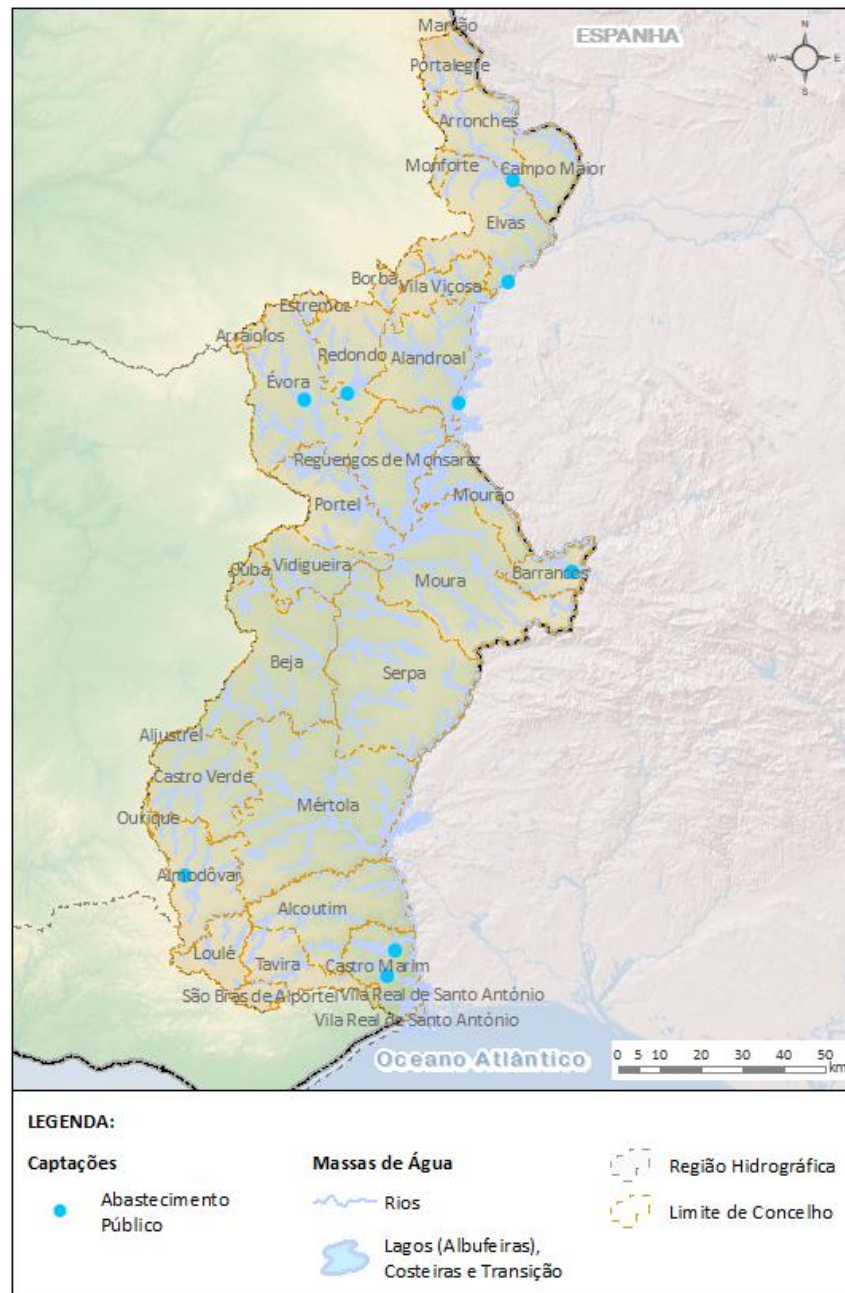 Marvão
ESPANHA
N
W
E
S
Portalegre
Arronches
Monforte
Campo Maior
Elvas
Borba
Vila Viçosa
Estremoz
Arraiolos
Redondo
Alandroal
Évora
Reguengos de Monsaraz
Mourão
Portel
Cuba
Vidigueira
Moura
Barrancos
Beja
Serpa
Aljustrel
Castro Verde
Mértola
Ourique
Almodôvar
Alcoutim
Loulé
Tavira
Castro Marim
São Brás de Alportel
Vila Real de Santo António
Vila Real de Santo António
Oceano Atlântico
0 5 10 20 30 40 50
km
LEGENDA:
Captações
Abastecimento
Público
Massas de Água
Rios
Lagos (Albufeiras),
Costeiras e Transição
Região Hidrográfica
Limite de Concelho